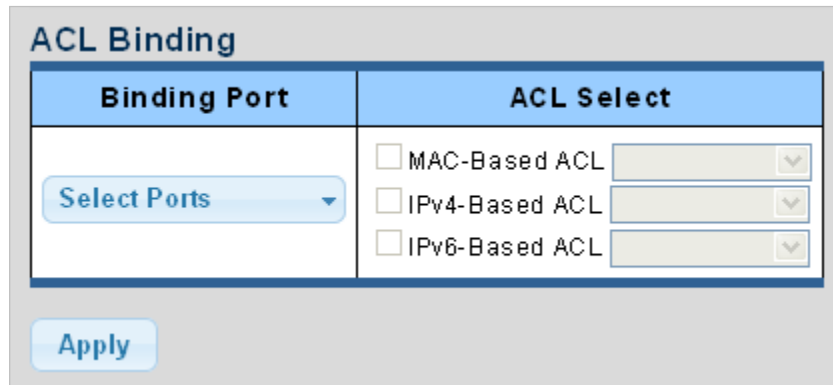 ACL Binding
Binding Port
ACL Select
Select Ports
MAC-Based ACL
IPv4-Based ACL
IPv6-Based ACL
Apply